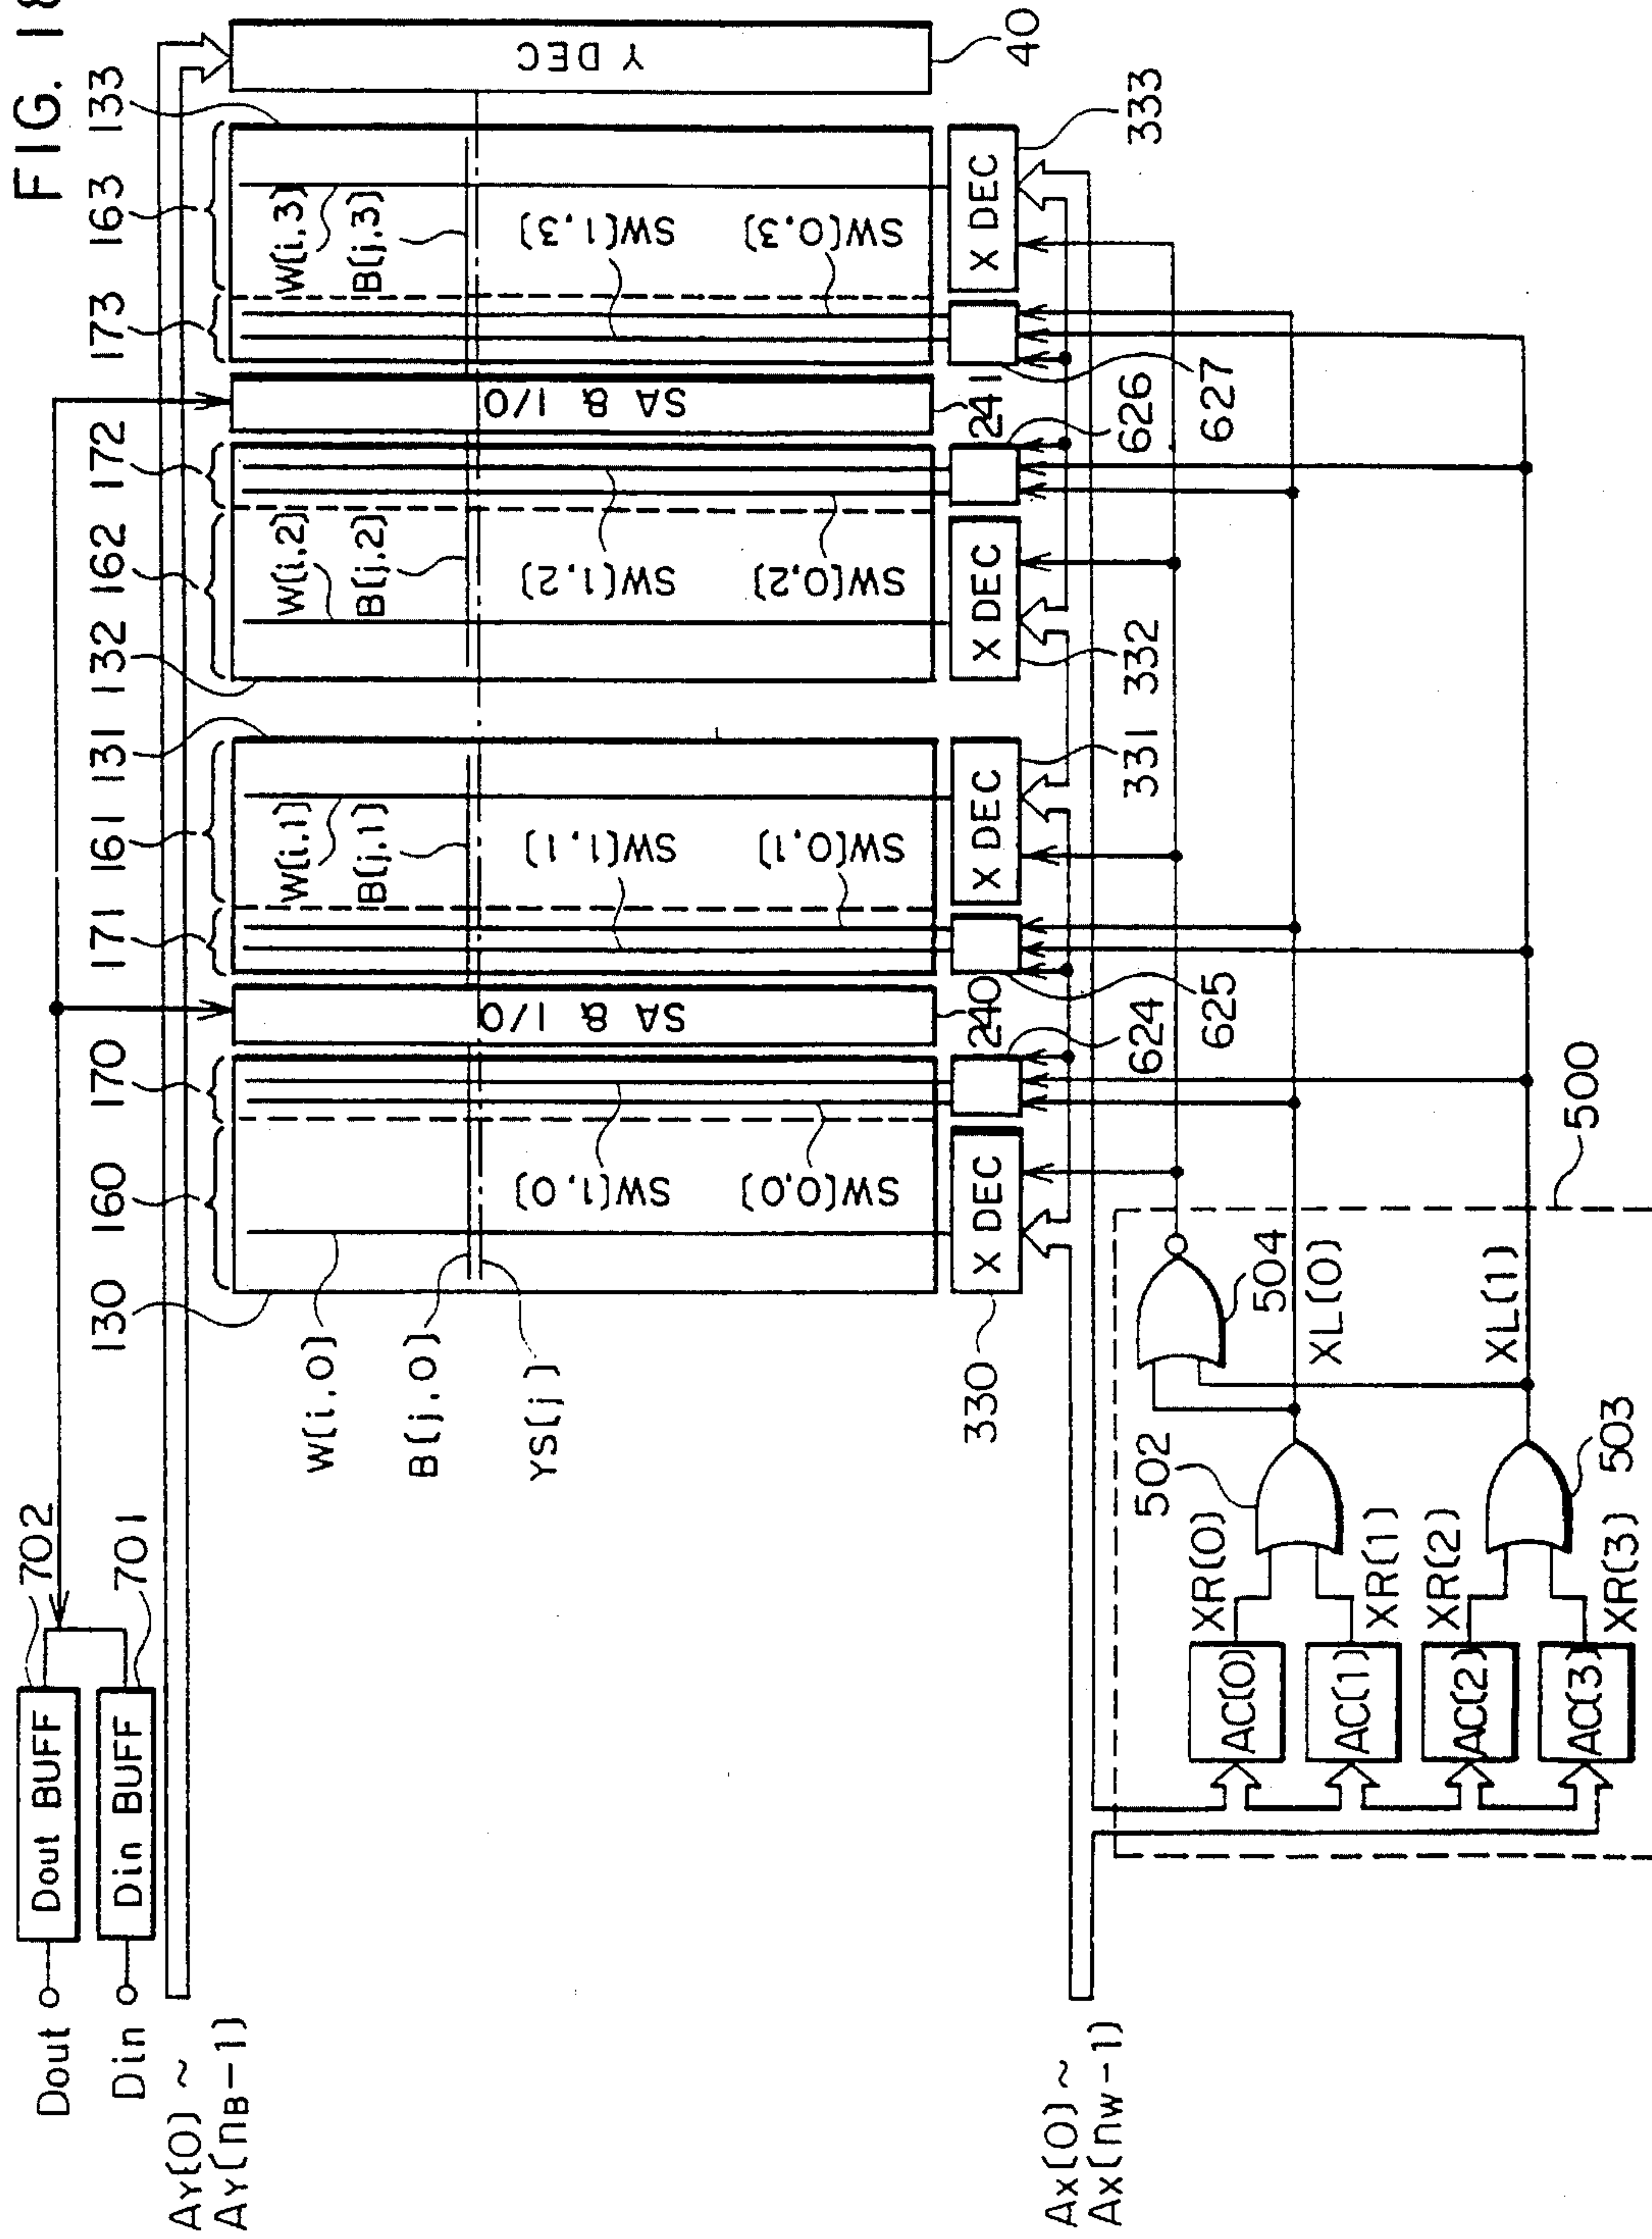 FIG. 18
Dout
Dout BUFF
702
Din
Din BUFF
701
AY(0) ~
AY(nB-1)
130
160
170
171
161
131
132
162
172
173
163
133
W(i,0)
B(j,0)
YS(j)
SW(1,0)
SW(0,0)
SA & I/O
W(i,1)
B(j,1)
SW(1,1)
SW(0,1)
W(i,2)
B(j,2)
SW(1,2)
SW(0,2)
SA & I/O
W(i,3)
B(j,3)
SW(1,3)
SW(0,3)
Y DEC
40
330
X DEC
240
624
625
X DEC
331
X DEC
332
241
626
627
X DEC
333
AX(0) ~
AX(nW-1)
500
504
502
XL(0)
XL(1)
503
XR(0)
AC(0)
XR(1)
AC(1)
XR(2)
AC(2)
XR(3)
AC(3)